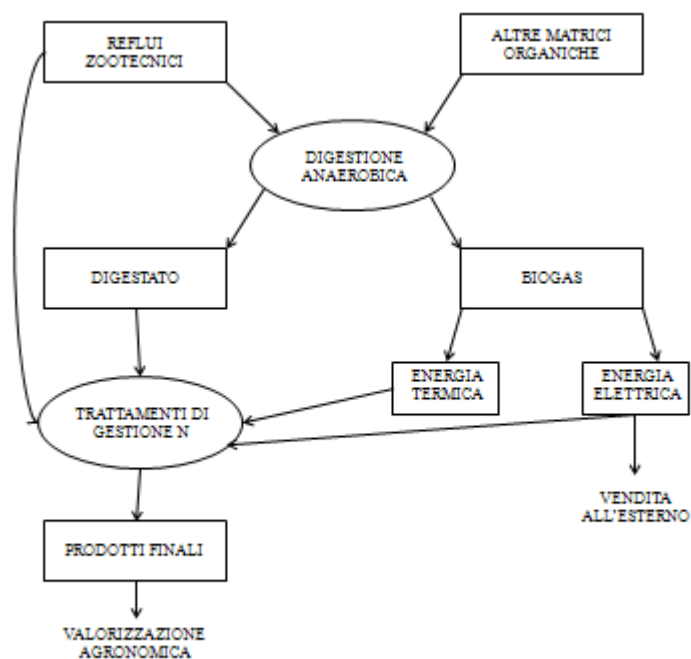 REFLUI
ZOOTECNICI
ALTRE MATRICI
ORGANICHE
DIGESTIONE
ANAEROBICA
DIGESTATO
BIOGAS
ENERGIA
TERMICA
ENERGIA
ELETTRICA
TRATTAMENTI DI
GESTIONE N
VENDITA
ALL'ESTERNO
PRODOTTI FINALI
VALORIZZAZIONE
AGRONOMICA